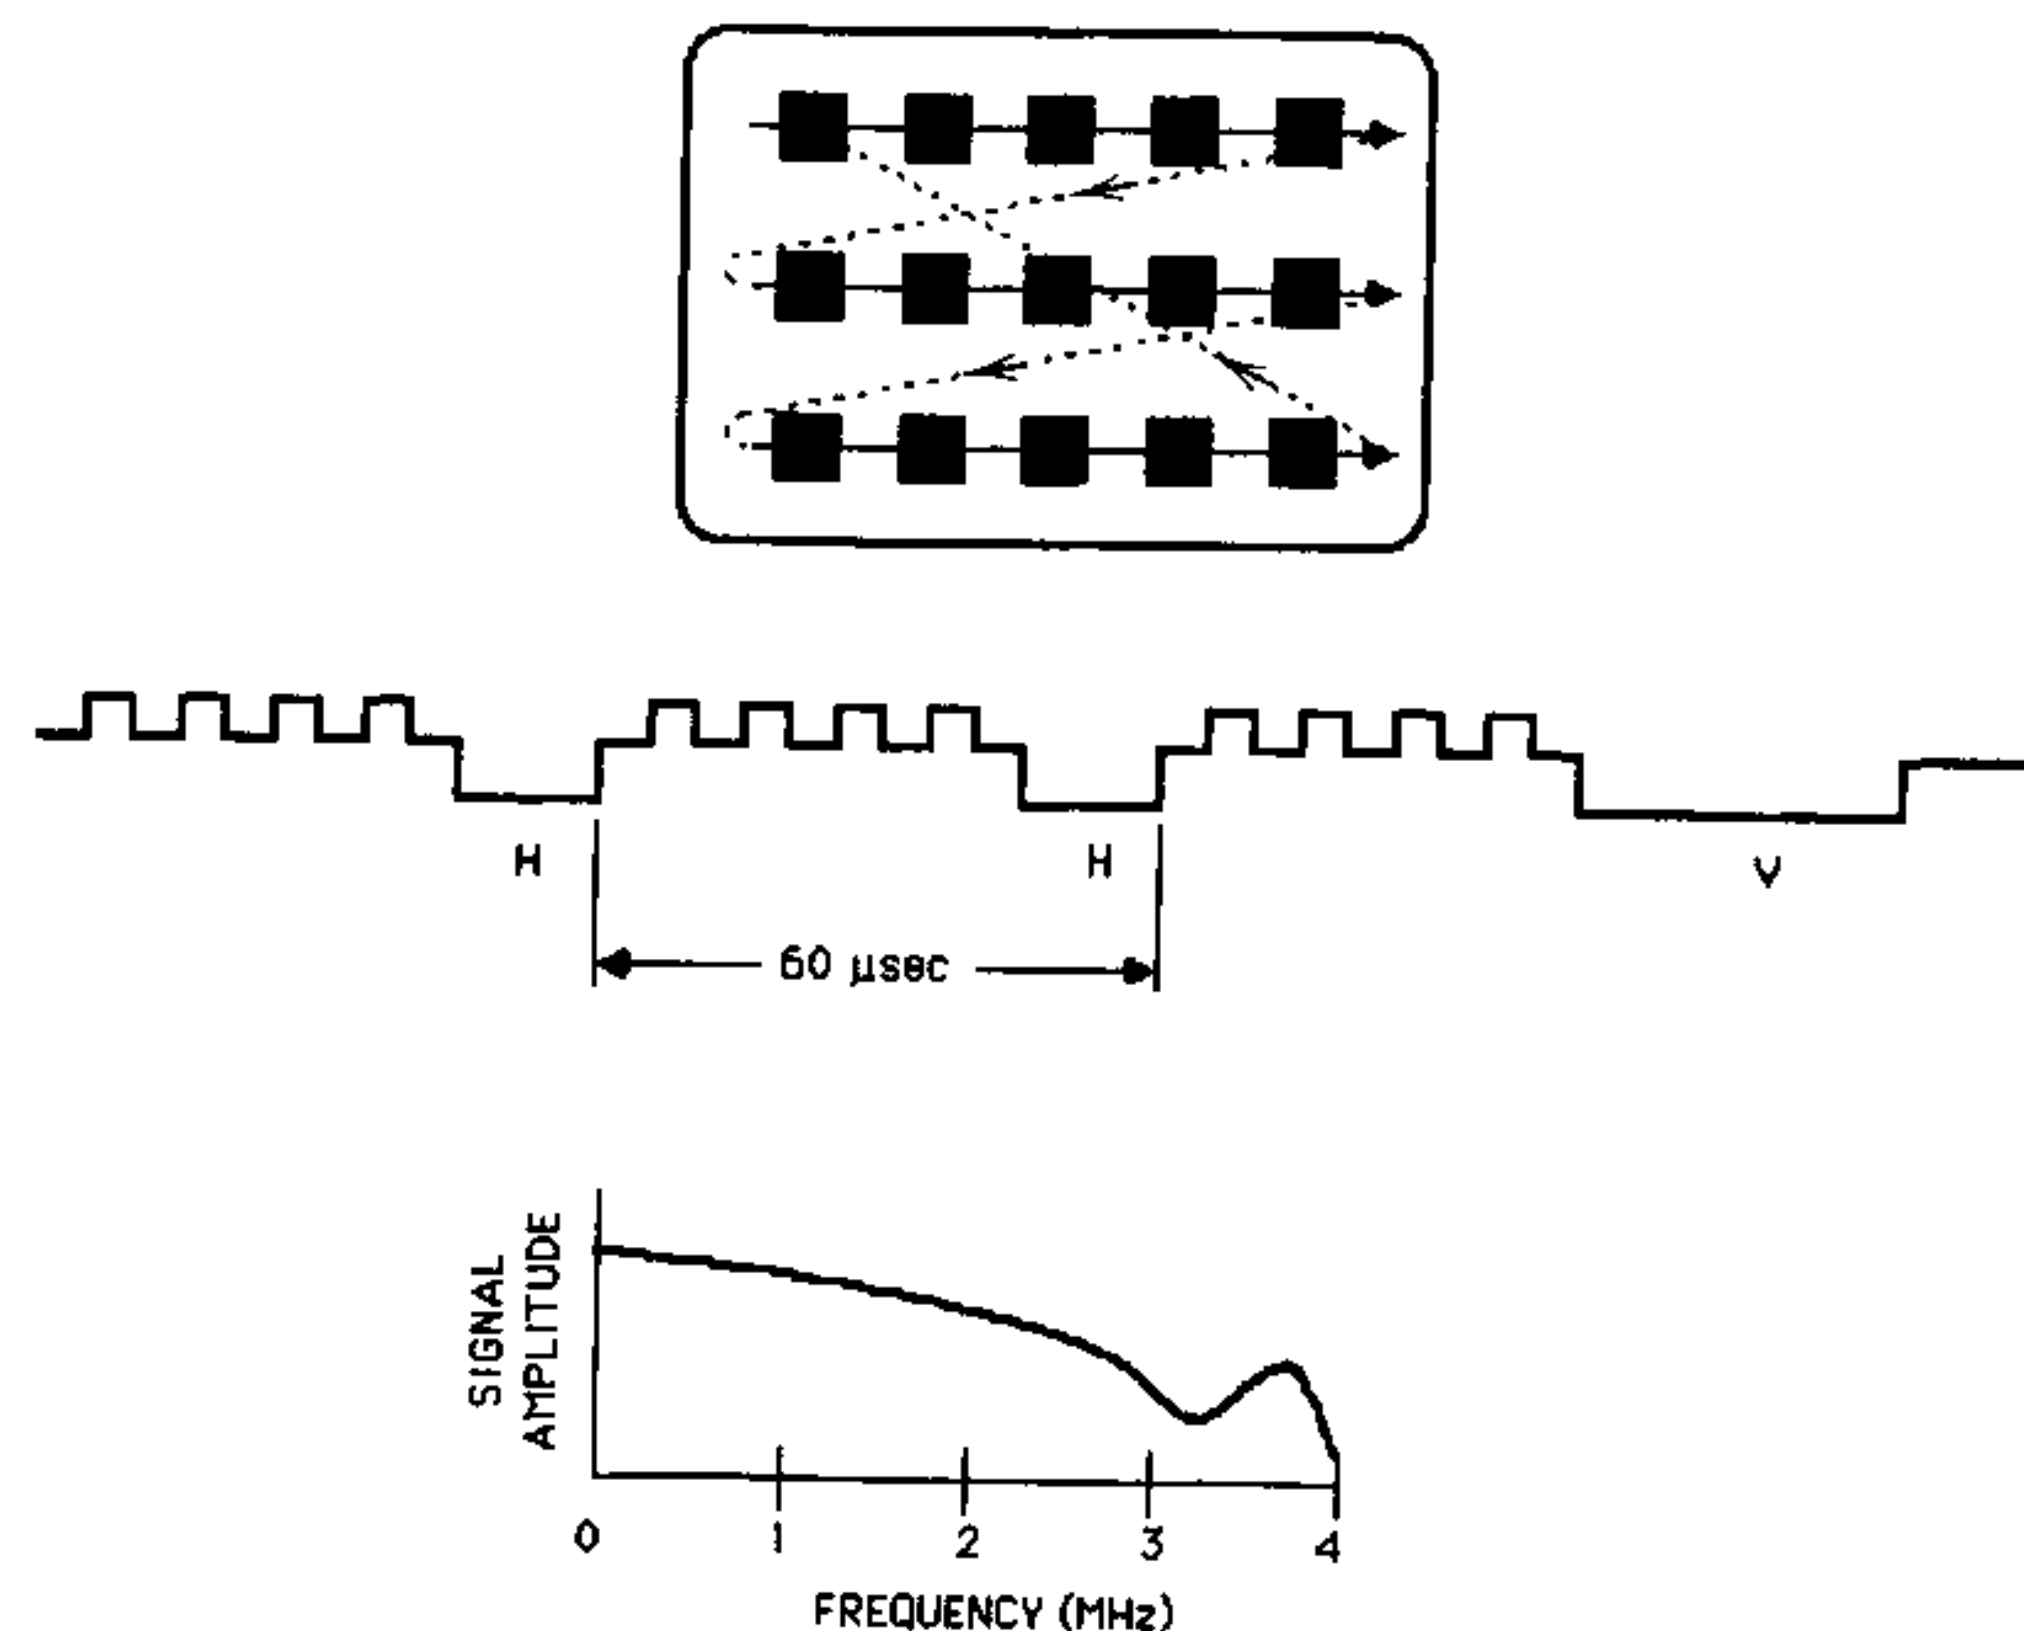 H H V
60 µsec
SIGNAL
AMPLITUDE
0 1 2 3 4
FREQUENCY (MHz)